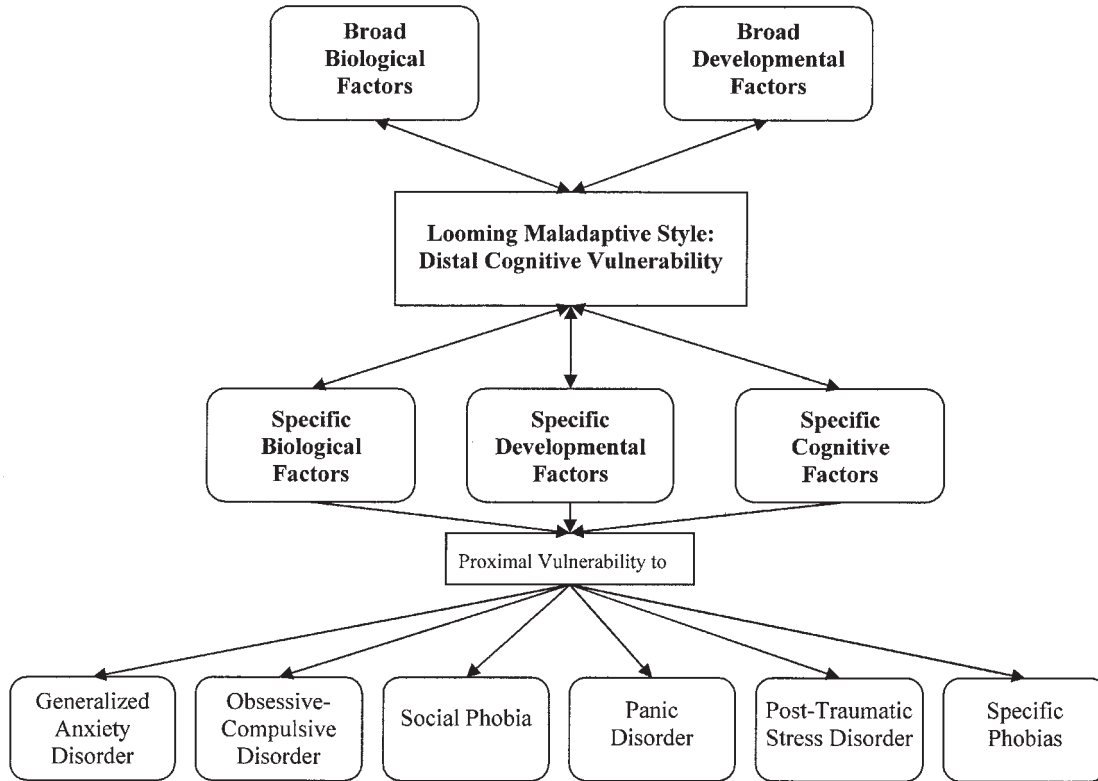 Broad
Biological
Factors
Broad
Developmental
Factors
Looming Maladaptive Style:
Distal Cognitive Vulnerability
Specific
Biological
Factors
Specific
Developmental
Factors
Specific
Cognitive
Factors
Proximal Vulnerability to
Generalized
Anxiety
Disorder
Obsessive-
Compulsive
Disorder
Social Phobia
Panic
Disorder
Post-Traumatic
Stress Disorder
Specific
Phobias